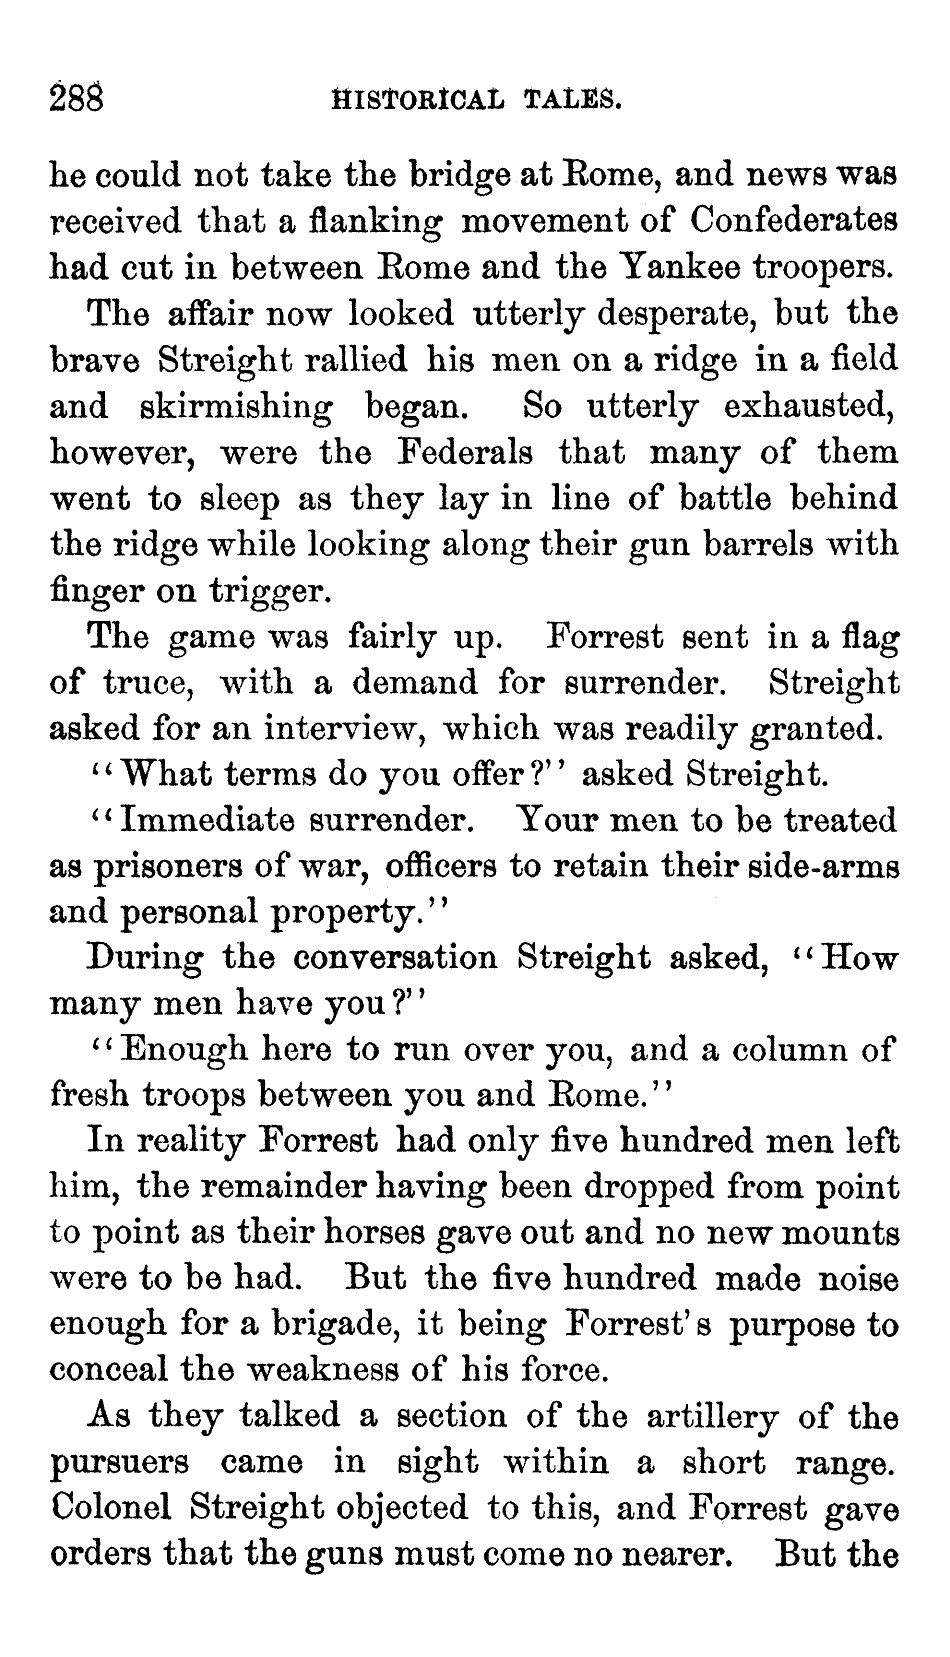 288 HISTORICAL TALES.
he could not take the bridge at Rome, and news was
received that a flanking movement of Confederates
had cut in between Rome and the Yankee troopers.
The affair now looked utterly desperate, but the
brave Streight rallied his men on a ridge in a field
and skirmishing began. So utterly exhausted,
however, were the Federals that many of them
went to sleep as they lay in line of battle behind
the ridge while looking along their gun barrels with
finger on trigger.
The game was fairly up. Forrest sent in a flag
of truce, with a demand for surrender. Streight
asked for an interview, which was readily granted.
“What terms do you offer?” asked Streight.
“Immediate surrender. Your men to be treated
as prisoners of war, officers to retain their side-arms
and personal property.”
During the conversation Streight asked, “How
many men have you?”
“Enough here to run over you, and a column of
fresh troops between you and Rome.”
In reality Forrest had only five hundred men left
him, the remainder having been dropped from point
to point as their horses gave out and no new mounts
were to be had. But the five hundred made noise
enough for a brigade, it being Forrest’s purpose to
conceal the weakness of his force.
As they talked a section of the artillery of the
pursuers came in sight within a short range.
Colonel Streight objected to this, and Forrest gave
orders that the guns must come no nearer. But the